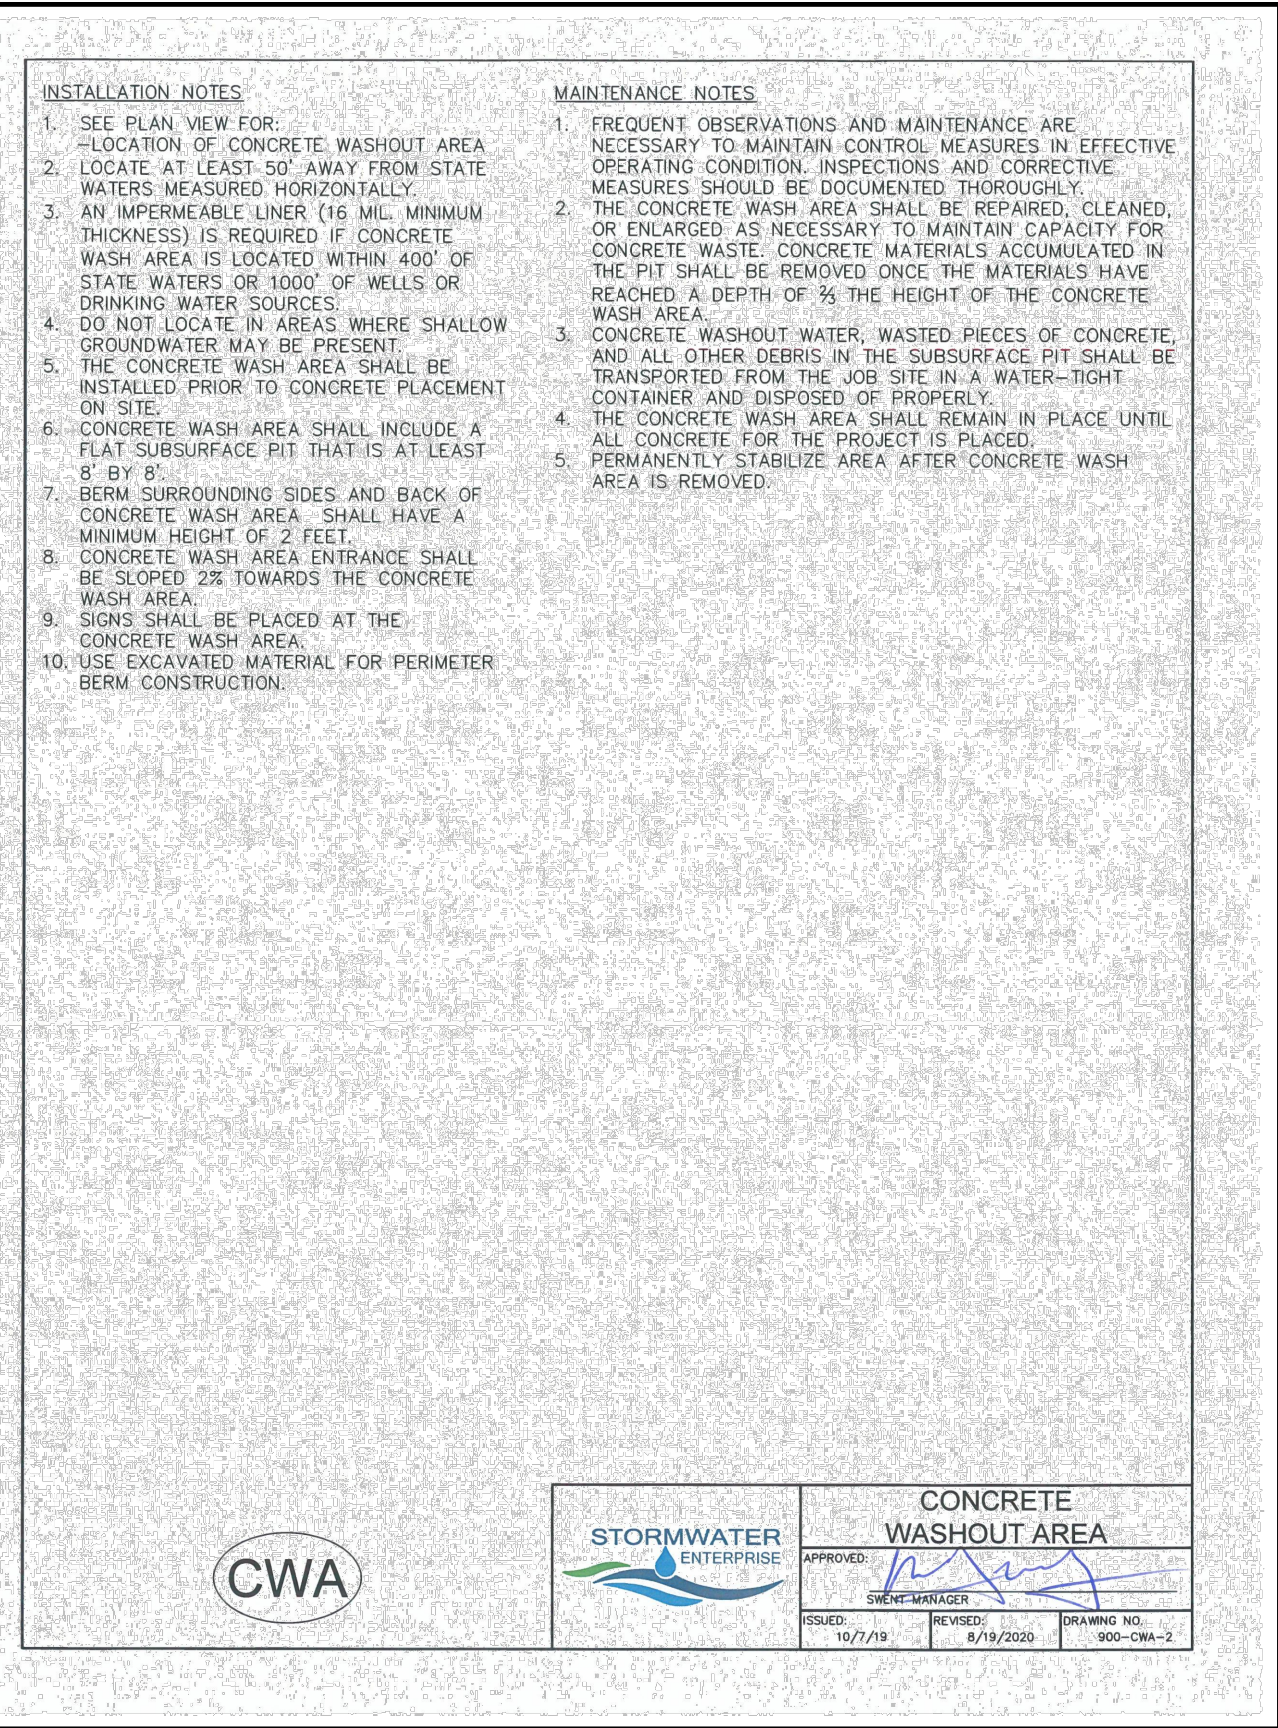 INSTALLATION NOTES
1. SEE PLAN VIEW FOR:
-LOCATION OF CONCRETE WASHOUT AREA
2. LOCATE AT LEAST 50' AWAY FROM STATE
WATERS MEASURED HORIZONTALLY.
3. AN IMPERMEABLE LINER (16 MIL. MINIMUM
THICKNESS) IS REQUIRED IF CONCRETE
WASH AREA IS LOCATED WITHIN 400' OF
STATE WATERS OR 1000' OF WELLS OR
DRINKING WATER SOURCES.
4. DO NOT LOCATE IN AREAS WHERE SHALLOW
GROUNDWATER MAY BE PRESENT.
5. THE CONCRETE WASH AREA SHALL BE
INSTALLED PRIOR TO CONCRETE PLACEMENT
ON SITE.
6. CONCRETE WASH AREA SHALL INCLUDE A
FLAT SUBSURFACE PIT THAT IS AT LEAST
8' BY 8'.
7. BERM SURROUNDING SIDES AND BACK OF
CONCRETE WASH AREA SHALL HAVE A
MINIMUM HEIGHT OF 2 FEET.
8. CONCRETE WASH AREA ENTRANCE SHALL
BE SLOPED 2% TOWARDS THE CONCRETE
WASH AREA.
9. SIGNS SHALL BE PLACED AT THE
CONCRETE WASH AREA.
10. USE EXCAVATED MATERIAL FOR PERIMETER
BERM CONSTRUCTION.
MAINTENANCE NOTES
1. FREQUENT OBSERVATIONS AND MAINTENANCE ARE
NECESSARY TO MAINTAIN CONTROL MEASURES IN EFFECTIVE
OPERATING CONDITION. INSPECTIONS AND CORRECTIVE
MEASURES SHOULD BE DOCUMENTED THOROUGHLY.
2. THE CONCRETE WASH AREA SHALL BE REPAIRED, CLEANED,
OR ENLARGED AS NECESSARY TO MAINTAIN CAPACITY FOR
CONCRETE WASTE. CONCRETE MATERIALS ACCUMULATED IN
THE PIT SHALL BE REMOVED ONCE THE MATERIALS HAVE
REACHED A DEPTH OF ⅔ THE HEIGHT OF THE CONCRETE
WASH AREA.
3. CONCRETE WASHOUT WATER, WASTED PIECES OF CONCRETE,
AND ALL OTHER DEBRIS IN THE SUBSURFACE PIT SHALL BE
TRANSPORTED FROM THE JOB SITE IN A WATER-TIGHT
CONTAINER AND DISPOSED OF PROPERLY.
4. THE CONCRETE WASH AREA SHALL REMAIN IN PLACE UNTIL
ALL CONCRETE FOR THE PROJECT IS PLACED.
5. PERMANENTLY STABILIZE AREA AFTER CONCRETE WASH
AREA IS REMOVED.
CWA
STORMWATER
ENTERPRISE
CONCRETE
WASHOUT AREA
APPROVED:
SWENT MANAGER
ISSUED:
10/7/19
REVISED:
8/19/2020
DRAWING NO.
900-CWA-2